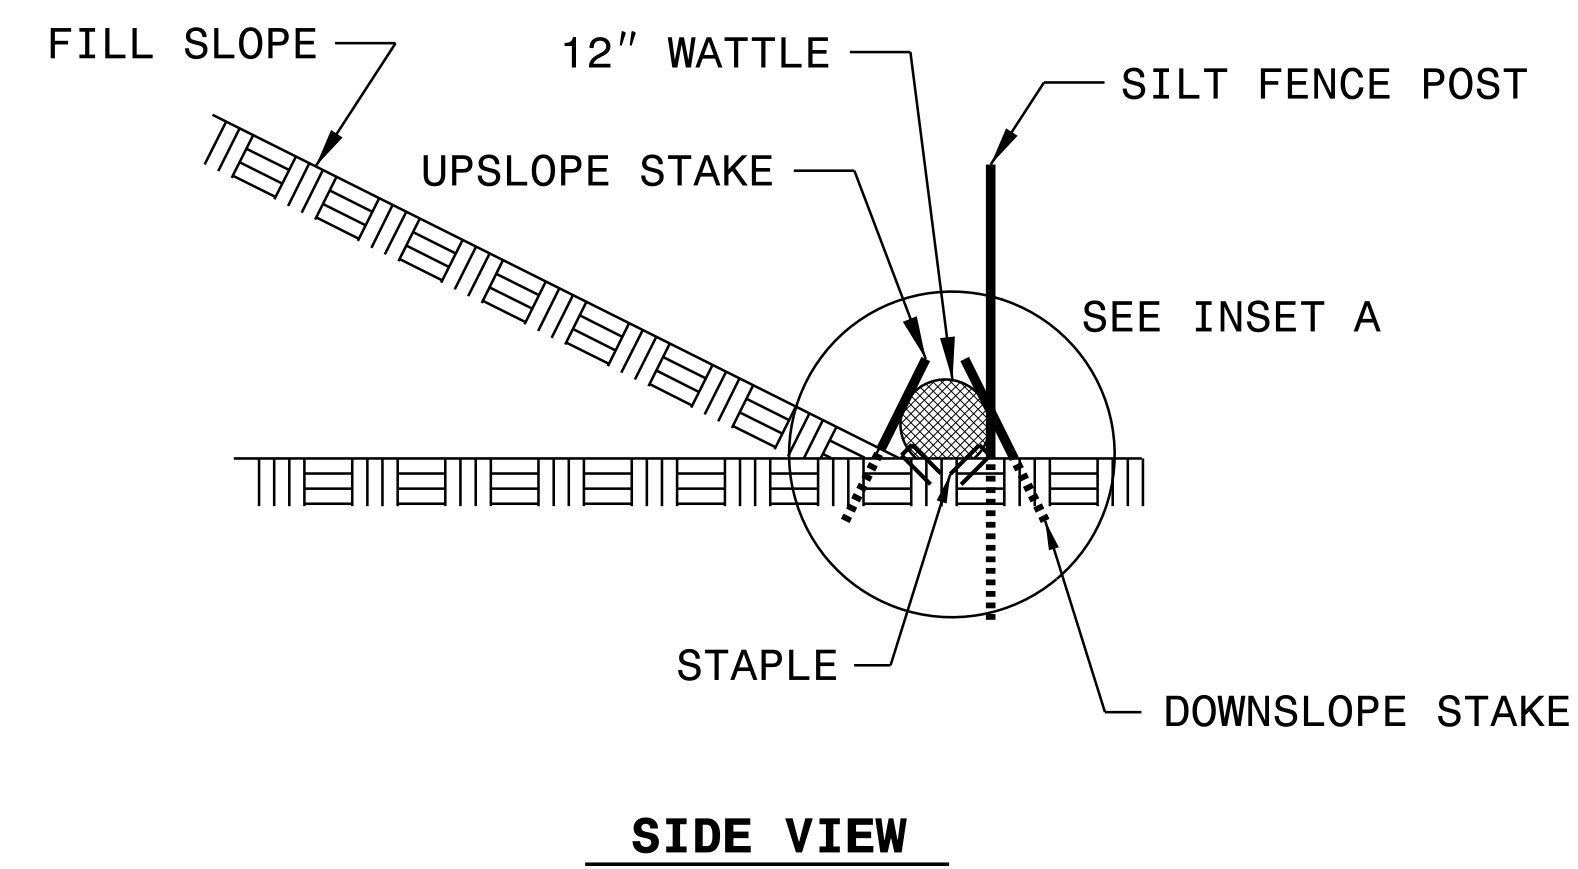 FILL SLOPE
12" WATTLE
SILT FENCE POST
UPSLOPE STAKE
SEE INSET A
STAPLE
DOWNSLOPE STAKE
SIDE VIEW